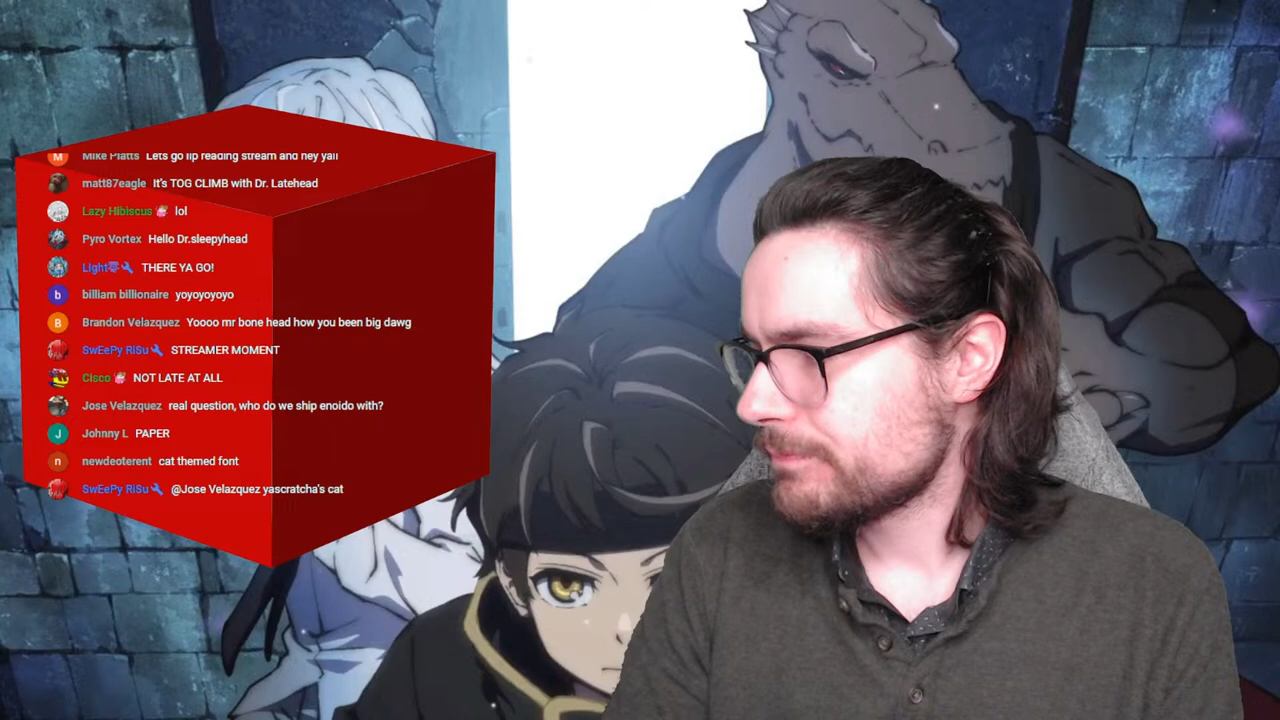 Mike Platts Lets go lip reading stream and hey yall
matt87eagle It's TOG CLIMB with Dr. Latehead
Lazy Hibiscus lol
Pyro Vortex Hello Dr.sleepyhead
Light THERE YA GO!
b billiam billionaire yoyoyoyoyo
B Brandon Velazquez Yoooo mr bone head how you been big dawg
SwEePy RiSu STREAMER MOMENT
Cisco NOT LATE AT ALL
Jose Velazquez real question, who do we ship enoido with?
J Johnny L PAPER
n newdeoterent cat themed font
SwEePy RiSu @Jose Velazquez yascratcha's cat